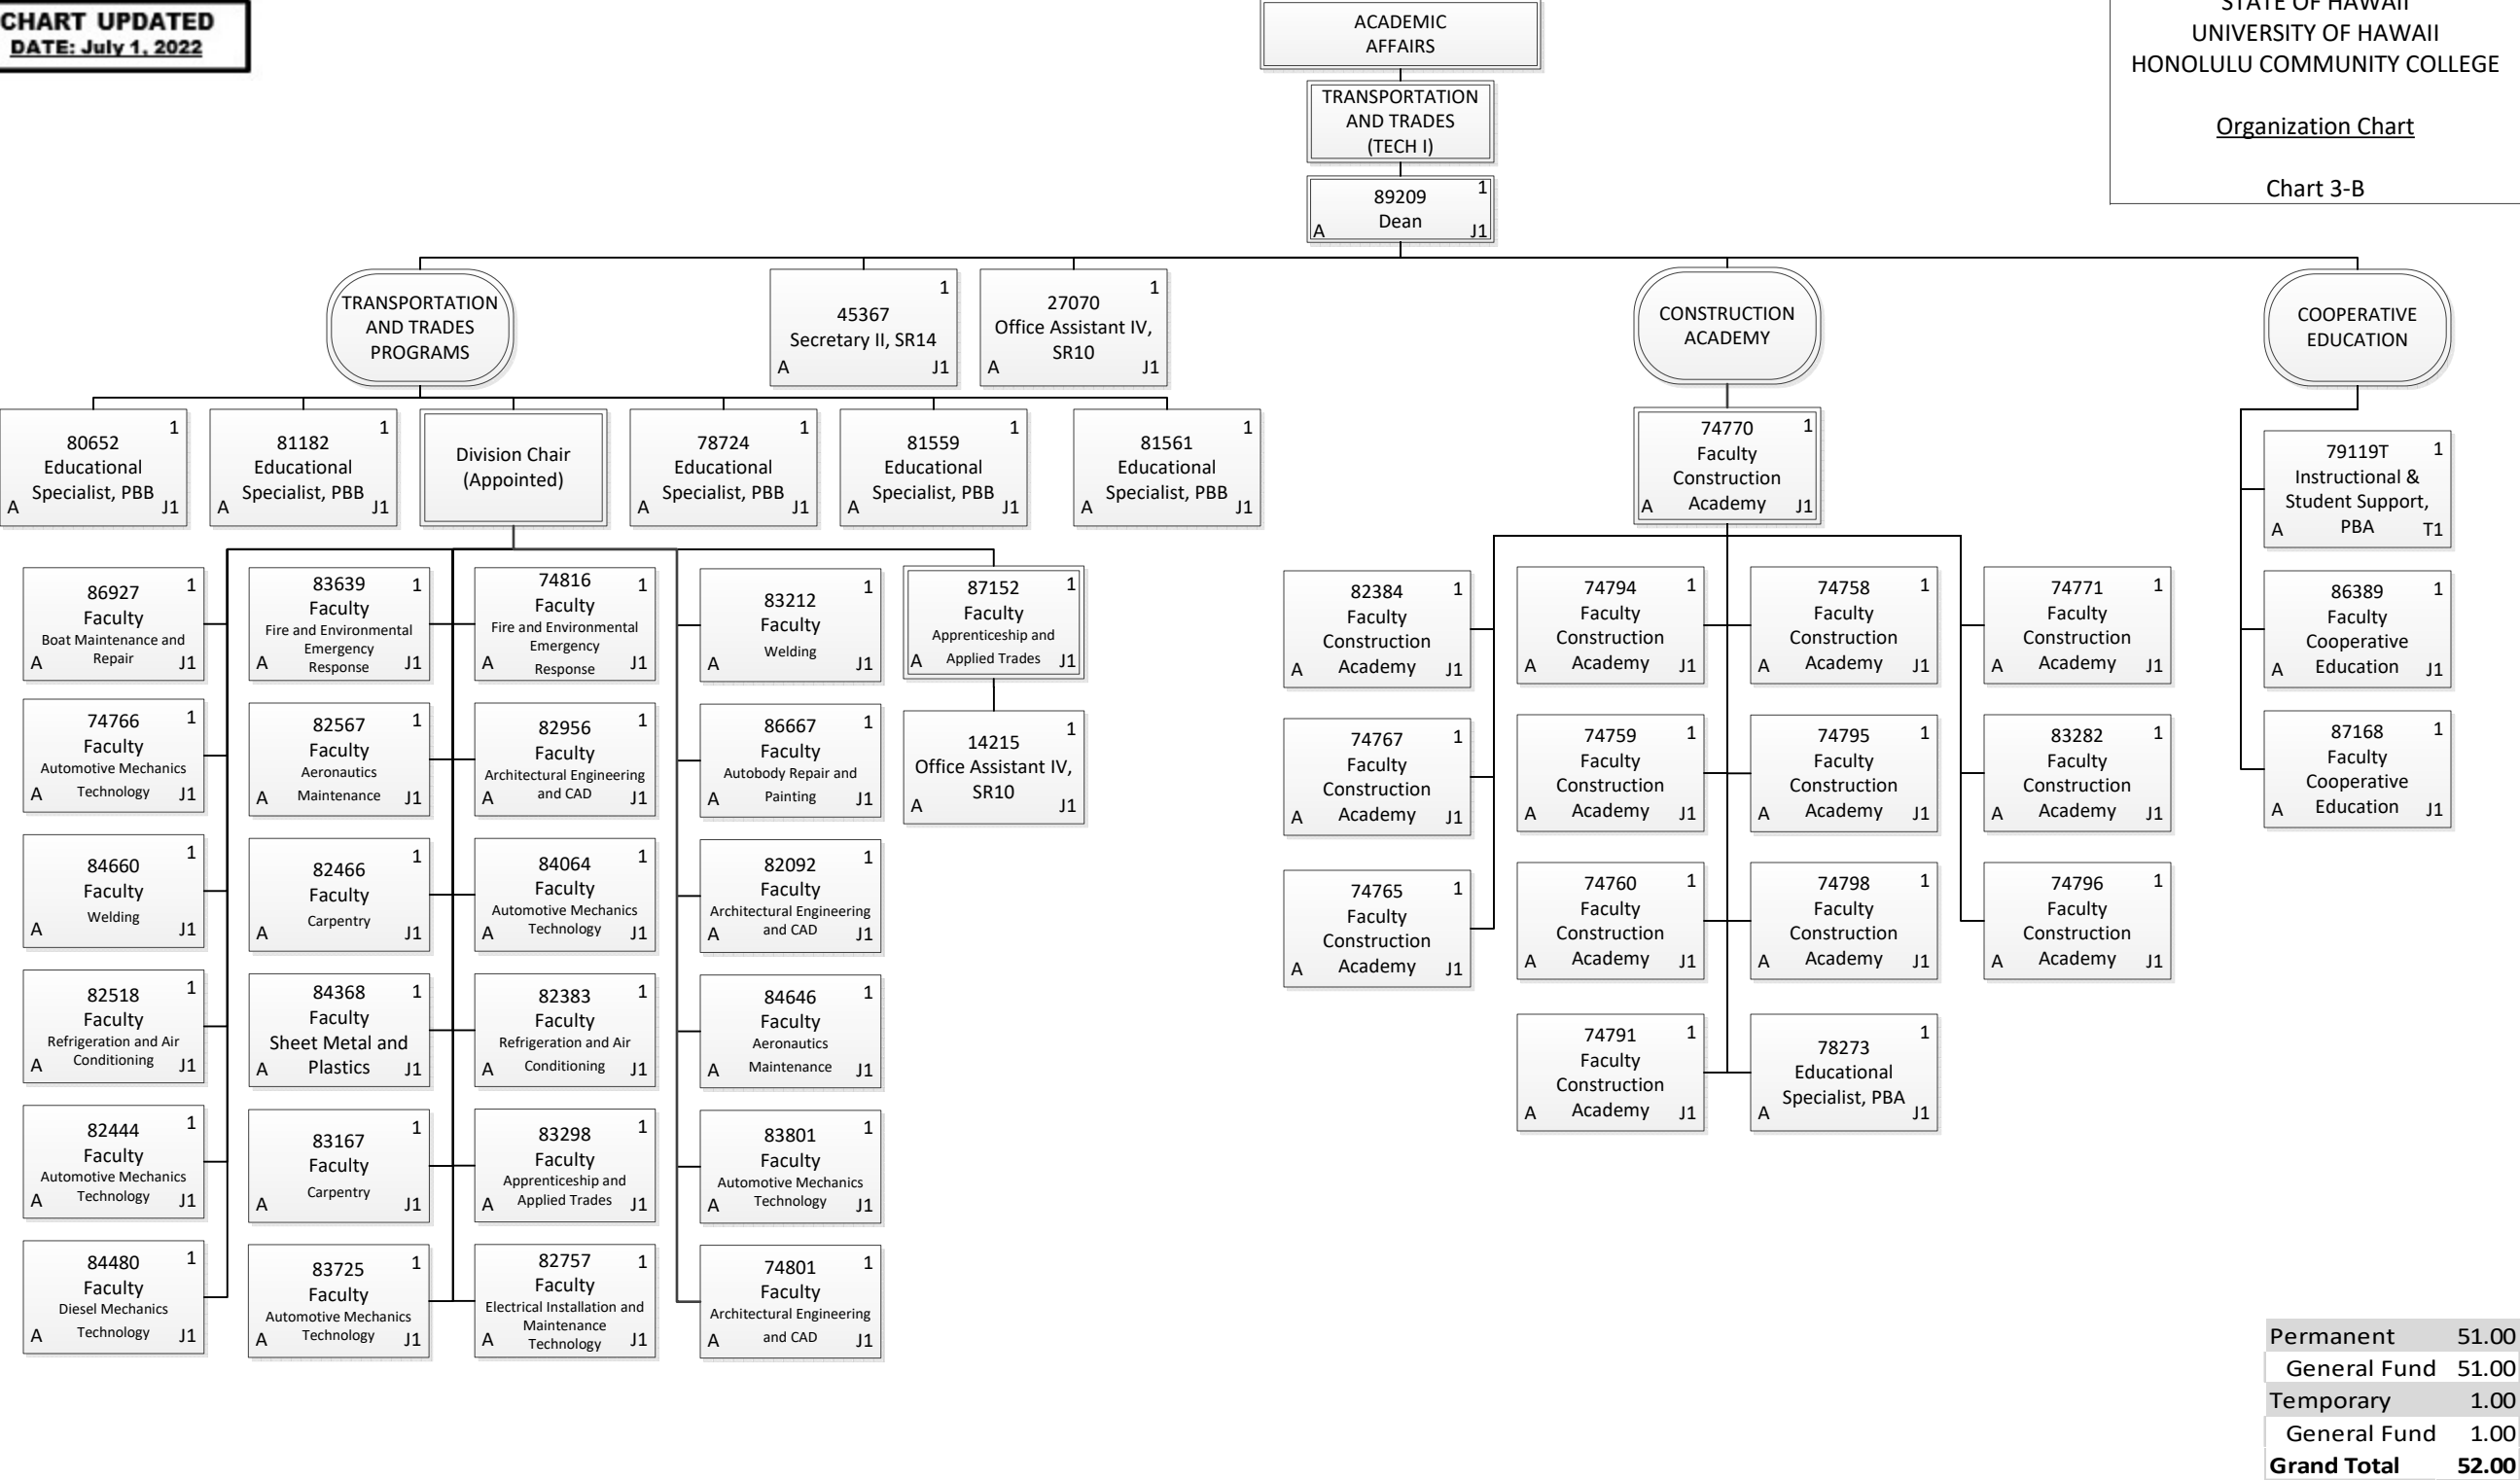 CHART UPDATED
DATE: July 1, 2022
ACADEMIC
AFFAIRS
STATE OF HAWAII
UNIVERSITY OF HAWAII
HONOLULU COMMUNITY COLLEGE
Organization Chart
Chart 3-B
TRANSPORTATION
AND TRADES
(TECH I)
1
89209
Dean
A J1
TRANSPORTATION
AND TRADES
PROGRAMS
1
45367
Secretary II, SR14
A J1
1
27070
Office Assistant IV,
SR10
A J1
CONSTRUCTION
ACADEMY
COOPERATIVE
EDUCATION
1
80652
Educational
Specialist, PBB
A J1
1
81182
Educational
Specialist, PBB
A J1
Division Chair
(Appointed)
1
78724
Educational
Specialist, PBB
A J1
1
81559
Educational
Specialist, PBB
A J1
1
81561
Educational
Specialist, PBB
A J1
86927 1
Faculty
Boat Maintenance and
Repair
A J1
74766 1
Faculty
Automotive Mechanics
Technology
A J1
1
84660
Faculty
Welding
A J1
82518 1
Faculty
Refrigeration and Air
Conditioning
A J1
82444 1
Faculty
Automotive Mechanics
Technology
A J1
84480 1
Faculty
Diesel Mechanics
Technology
A J1
83639 1
Faculty
Fire and Environmental
Emergency
Response
A J1
82567 1
Faculty
Aeronautics
Maintenance
A J1
1
82466
Faculty
Carpentry
A J1
84368 1
Faculty
Sheet Metal and
Plastics
A J1
1
83167
Faculty
Carpentry
A J1
83725 1
Faculty
Automotive Mechanics
Technology
A J1
74816 1
Faculty
Fire and Environmental
Emergency
Response
A J1
82956 1
Faculty
Architectural Engineering
and CAD
A J1
84064 1
Faculty
Automotive Mechanics
Technology
A J1
82383 1
Faculty
Refrigeration and Air
Conditioning
A J1
83298 1
Faculty
Apprenticeship and
Applied Trades
A J1
82757 1
Faculty
Electrical Installation and
Maintenance
Technology
A J1
83212 1
Faculty
Welding
A J1
86667 1
Faculty
Autobody Repair and
Painting
A J1
82092 1
Faculty
Architectural Engineering
and CAD
A J1
84646 1
Faculty
Aeronautics
Maintenance
A J1
83801 1
Faculty
Automotive Mechanics
Technology
A J1
74801 1
Faculty
Architectural Engineering
and CAD
A J1
87152 1
Faculty
Apprenticeship and
Applied Trades
A J1
1
14215
Office Assistant IV,
SR10
A J1
74770 1
Faculty
Construction
Academy
A J1
82384 1
Faculty
Construction
Academy
A J1
74767 1
Faculty
Construction
Academy
A J1
74765 1
Faculty
Construction
Academy
A J1
74794 1
Faculty
Construction
Academy
A J1
74759 1
Faculty
Construction
Academy
A J1
74760 1
Faculty
Construction
Academy
A J1
74791 1
Faculty
Construction
Academy
A J1
74758 1
Faculty
Construction
Academy
A J1
74795 1
Faculty
Construction
Academy
A J1
74798 1
Faculty
Construction
Academy
A J1
1
78273
Educational
Specialist, PBA
A J1
74771 1
Faculty
Construction
Academy
A J1
83282 1
Faculty
Construction
Academy
A J1
74796 1
Faculty
Construction
Academy
A J1
79119T 1
Instructional &
Student Support,
PBA
A T1
86389 1
Faculty
Cooperative
Education
A J1
87168 1
Faculty
Cooperative
Education
A J1
Permanent 51.00
General Fund 51.00
Temporary 1.00
General Fund 1.00
Grand Total 52.00